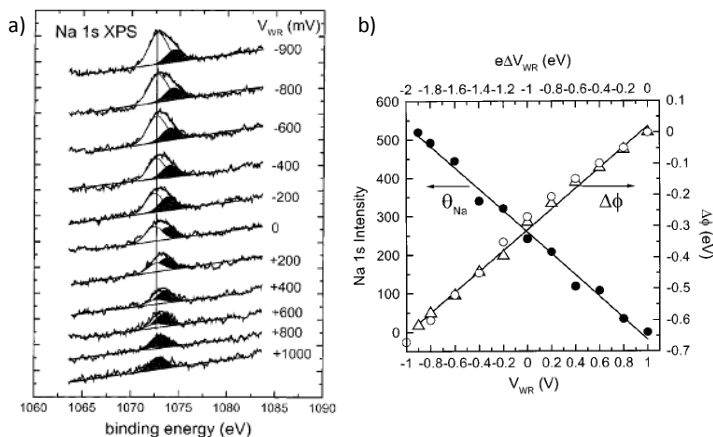 a)
Na 1s XPS
V_WR (mV)
-900
-800
-600
-400
-200
0
+200
+400
+600
+800
+1000
1060 1065 1070 1075 1080 1085 1090
binding energy (eV)
b)
eΔV_WR (eV)
-2 -1.8 -1.6 -1.4 -1.2 -1 -0.8 -0.6 -0.4 -0.2 0
600
500
400
300
200
100
0
Na 1s Intensity
θ_Na
Δϕ
0.1
0
-0.1
-0.2
-0.3
-0.4
-0.5
-0.6
-0.7
Δϕ (eV)
-1 -0.8 -0.6 -0.4 -0.2 0 0.2 0.4 0.6 0.8 1
V_WR (V)